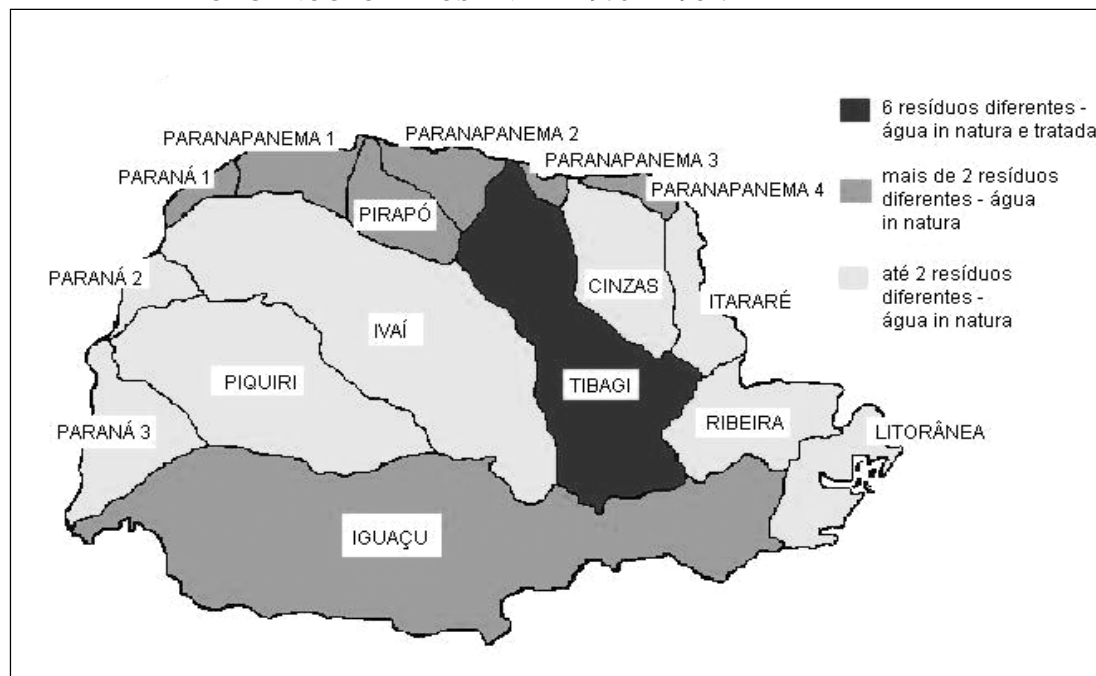 PARANAPANEMA 1
PARANAPANEMA 2
PARANAPANEMA 3
PARANAPANEMA 4
PARANÁ 1
PIRAPÓ
PARANÁ 2
CINZAS
ITARARÉ
IVAÍ
PIQUIRI
TIBAGI
PARANÁ 3
RIBEIRA
LITORÂNEA
IGUAÇU
6 resíduos diferentes -
água in natura e tratada
mais de 2 resíduos
diferentes - água
in natura
até 2 resíduos
diferentes -
água in natura